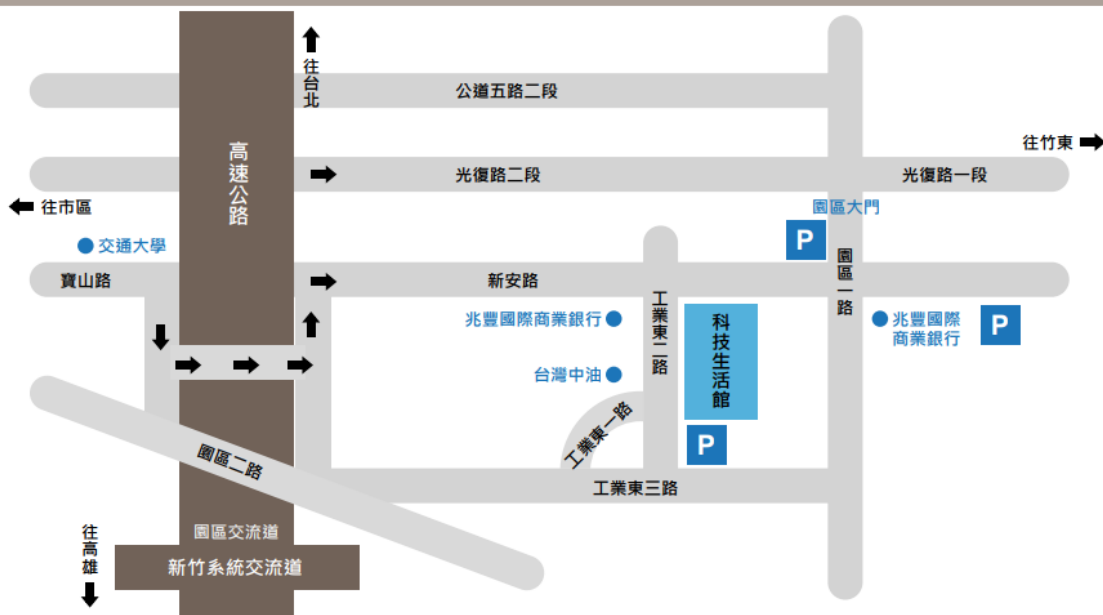 往台北
公道五路二段
高速公路
往竹東
光復路二段
光復路一段
往市區
園區大門
交通大學
P
園區一路
寶山路
新安路
工業東二路
兆豐國際商業銀行
科技生活館
兆豐國際
商業銀行
P
台灣中油
工業東一路
P
園區二路
工業東三路
往高雄
園區交流道
新竹系統交流道